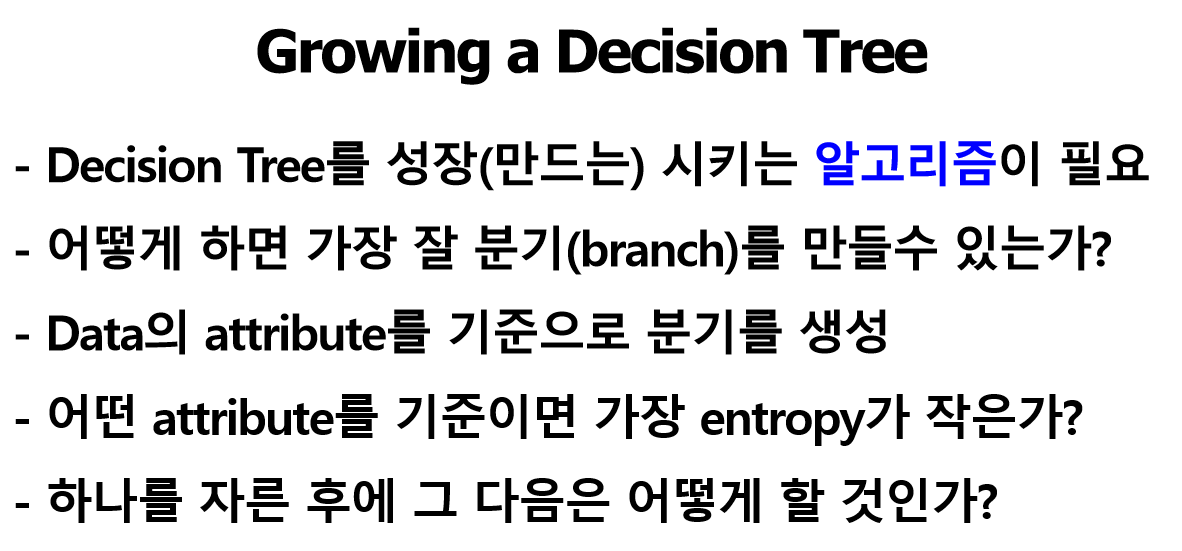 Growing a Decision Tree
- Decision Tree를 성장(만드는) 시키는 알고리즘이 필요
- 어떻게 하면 가장 잘 분기(branch)를 만들수 있는가?
- Data의 attribute를 기준으로 분기를 생성
- 어떤 attribute를 기준이면 가장 entropy가 작은가?
- 하나를 자른 후에 그 다음은 어떻게 할 것인가?